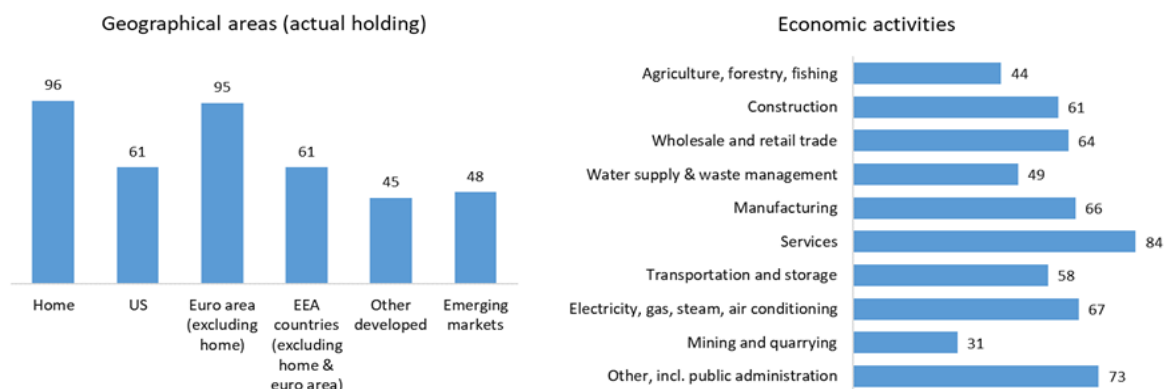 Geographical areas (actual holding)
96
61
95
61
45
48
Home
US
Euro area
(excluding
home)
EEA
countries
(excluding
home &
euro area)
Other
developed
Emerging
markets
Economic activities
Agriculture, forestry, fishing
44
Construction
61
Wholesale and retail trade
64
Water supply & waste management
49
Manufacturing
66
Services
84
Transportation and storage
58
Electricity, gas, steam, air conditioning
67
Mining and quarrying
31
Other, incl. public administration
73